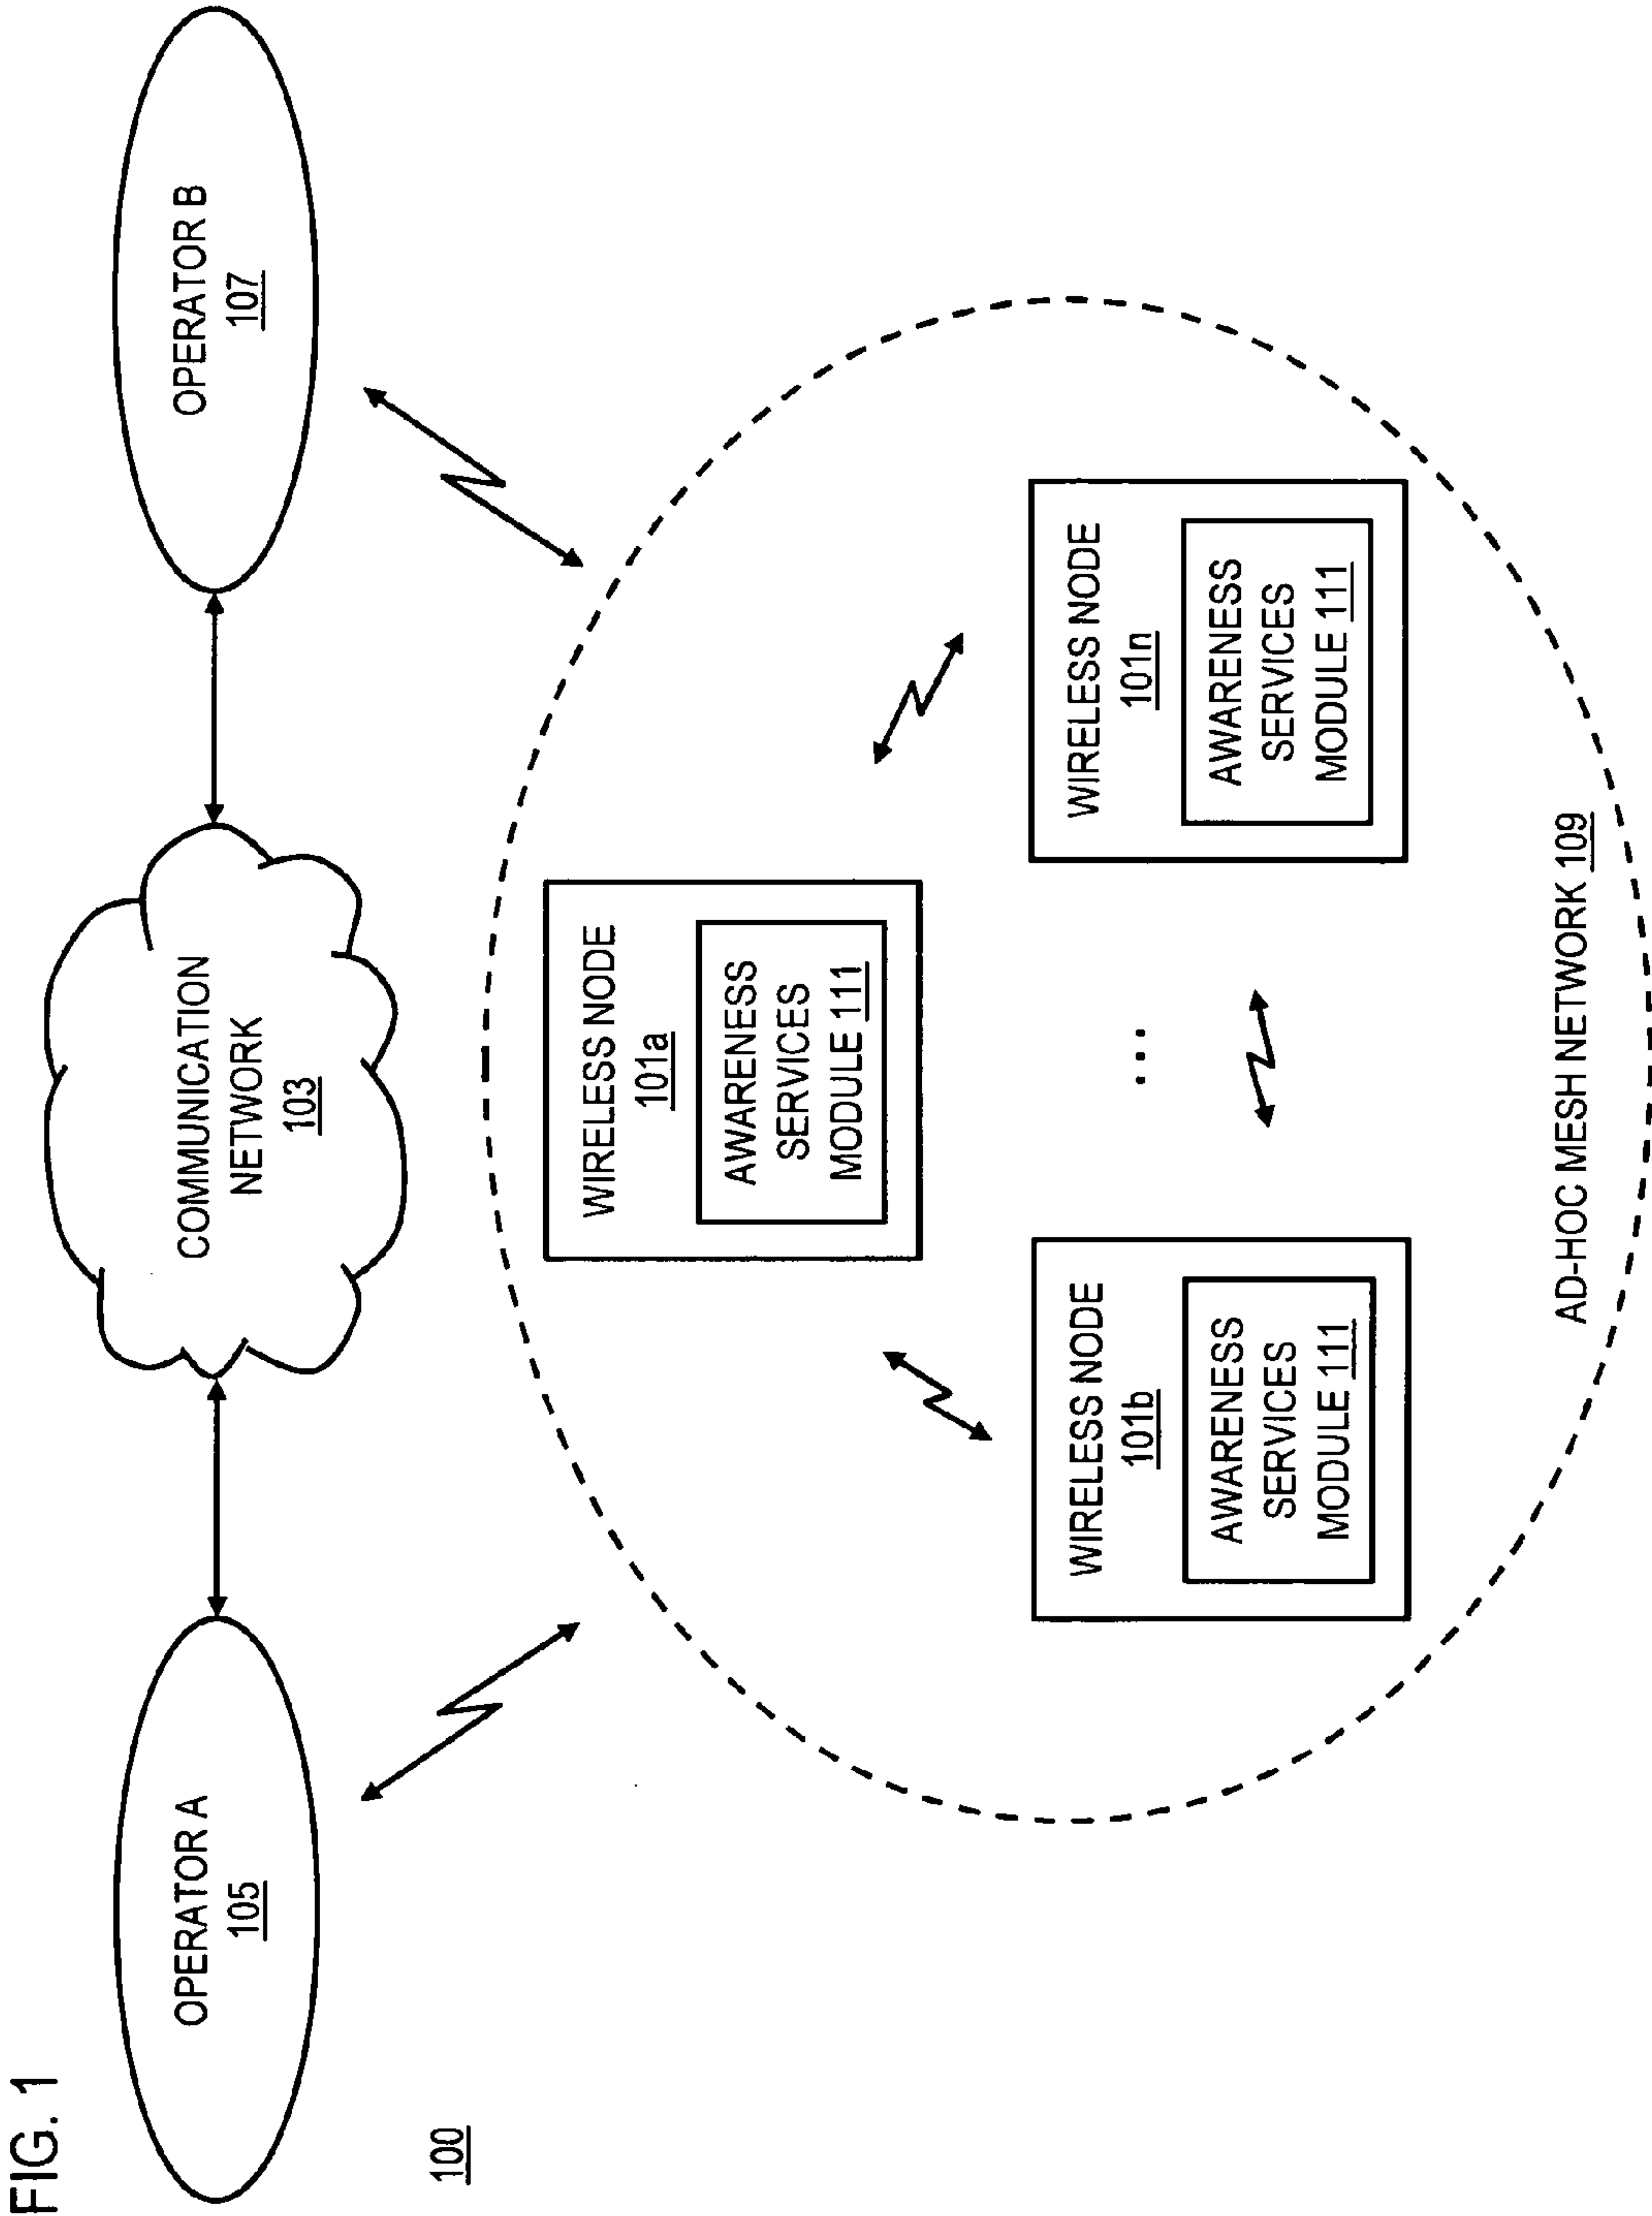 FIG. 1
OPERATOR A
105
COMMUNICATION
NETWORK
103
OPERATOR B
107
100
WIRELESS NODE
101a
AWARENESS
SERVICES
MODULE 111
WIRELESS NODE
101b
AWARENESS
SERVICES
MODULE 111
...
WIRELESS NODE
101n
AWARENESS
SERVICES
MODULE 111
AD-HOC MESH NETWORK 109